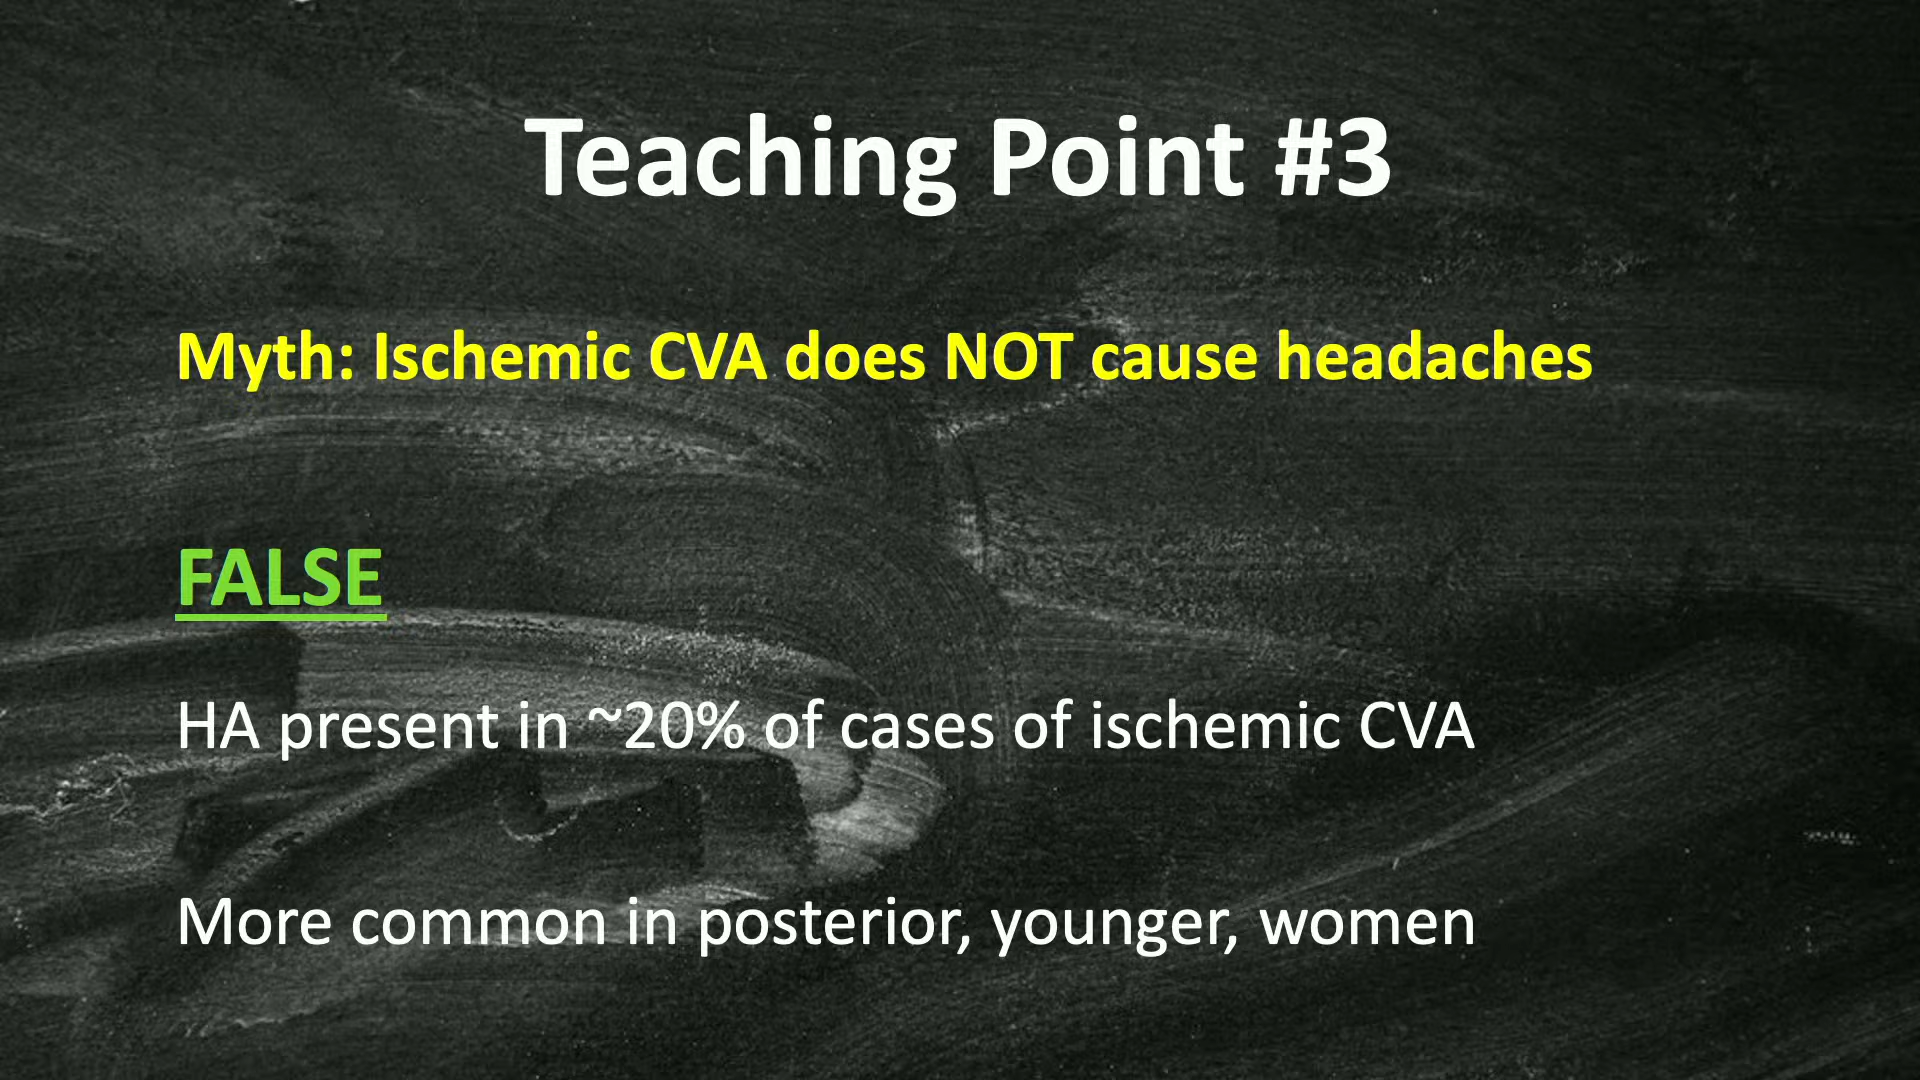 Teaching Point #3
Myth: Ischemic CVA does NOT cause headaches
FALSE
HA present in ~20% of cases of ischemic CVA
More common in posterior, younger, women